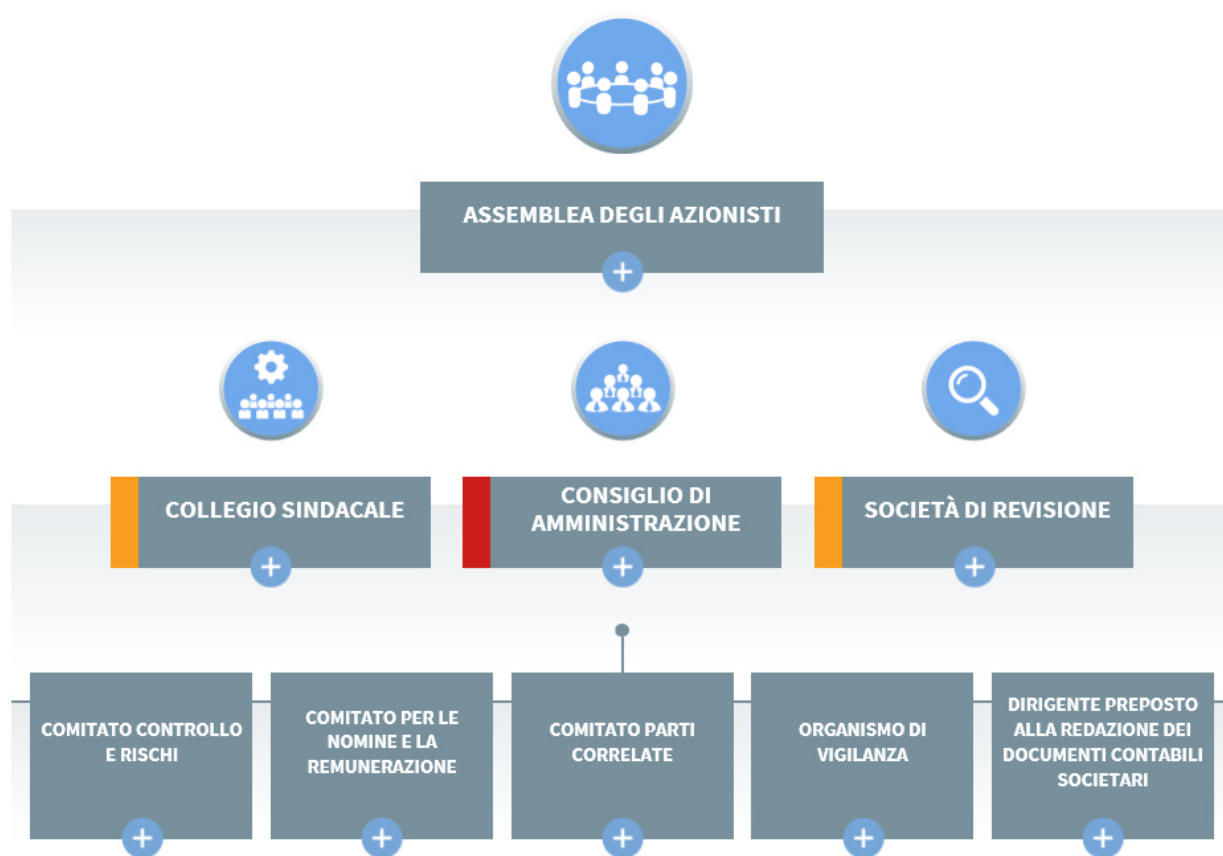 ASSEMBLEA DEGLI AZIONISTI
COLLEGIO SINDACALE
CONSIGLIO DI
AMMINISTRAZIONE
SOCIETÀ DI REVISIONE
COMITATO CONTROLLO
E RISCHI
COMITATO PER LE
NOMINE E LA
REMUNERAZIONE
COMITATO PARTI
CORRELATE
ORGANISMO DI
VIGILANZA
DIRIGENTE PREPOSTO
ALLA REDAZIONE DEI
DOCUMENTI CONTABILI
SOCIETARI